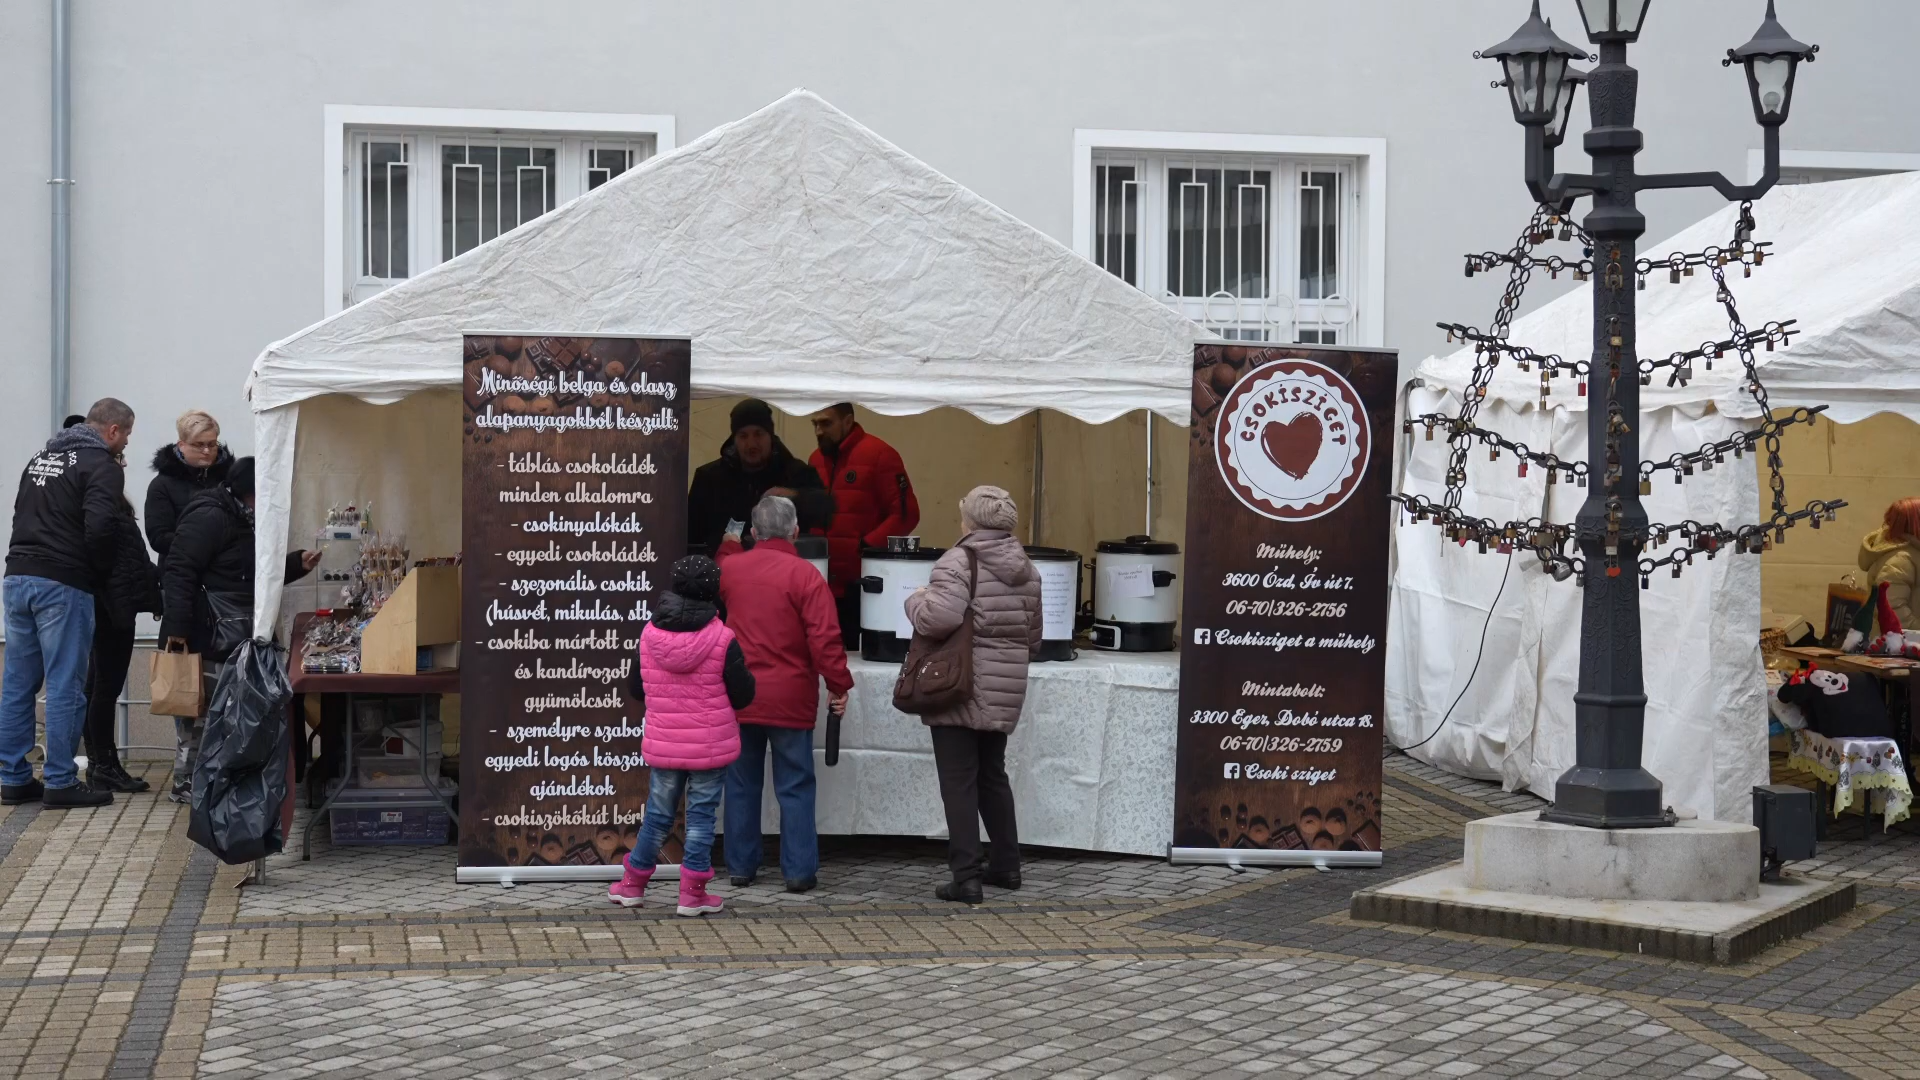 Minőségi belga és olasz
alapanyagokból készült:
- táblás csokoládék
minden alkalomra
- csokinyalókák
- egyedi csokoládék
- szezonális csokik
(húsvét, mikulás, stb
- csokiba mártott
és kandírozott
gyümölcsök
- személyre
egyedi logós
ajándékok
- csokiszökőkút
CSOKISZIGET
Műhely:
3600 Ózd,Ív út 7.
06-70/326-2756
Csokisziget a műhely
Mintabolt:
3300 Eger, Dobó utca 18.
06-70/326-2759
Csoki sziget
64